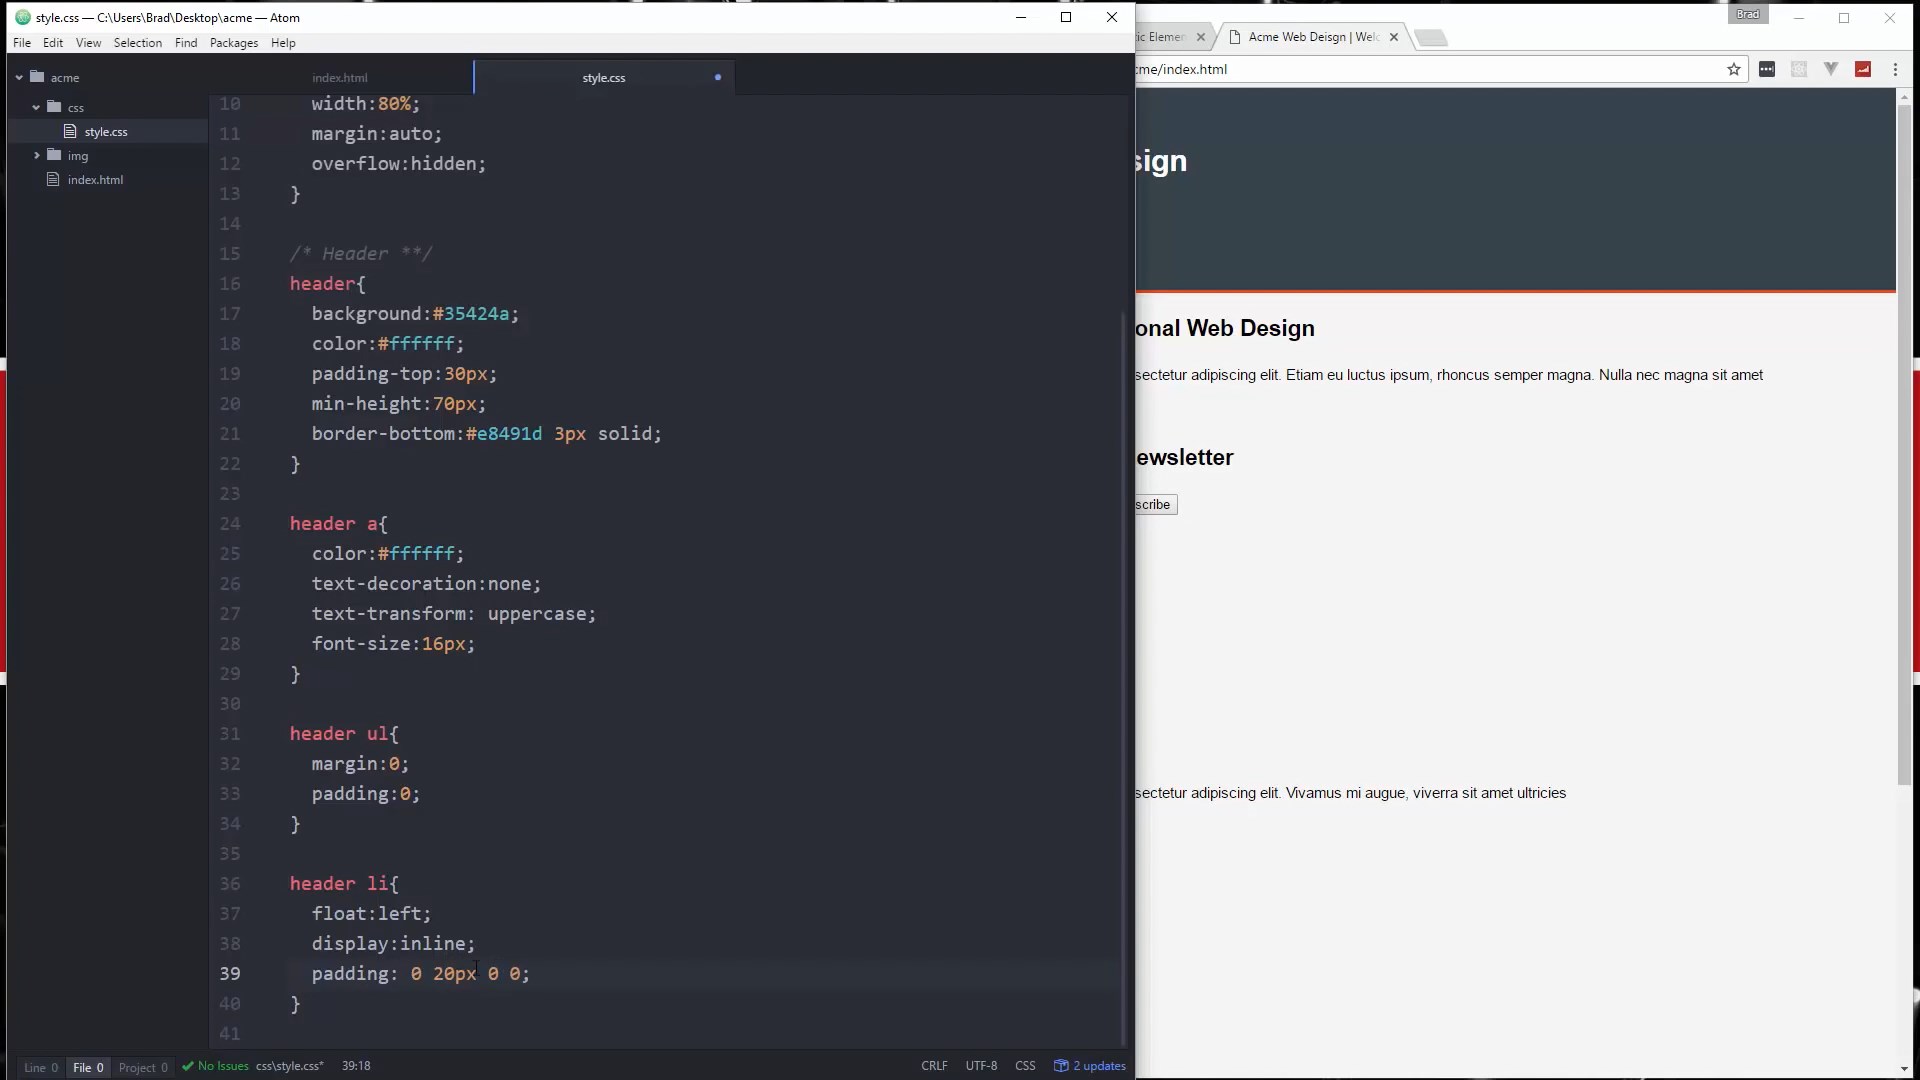 style.css — C:\Users\Brad\Desktop\acme — Atom
File Edit View Selection Find Packages Help
acme
css
style.css
img
index.html
index.html
style.css
10 width:80%;
11 margin:auto;
12 overflow:hidden;
13 }
14
15 /* Header **/
16 header{
17 background:#35424a;
18 color:#ffffff;
19 padding-top:30px;
20 min-height:70px;
21 border-bottom:#e8491d 3px solid;
22 }
23
24 header a{
25 color:#ffffff;
26 text-decoration:none;
27 text-transform: uppercase;
28 font-size:16px;
29 }
30
31 header ul{
32 margin:0;
33 padding:0;
34 }
35
36 header li{
37 float:left;
38 display:inline;
39 padding: 0 20px 0 0;
40 }
41
Line 0 File 0 Project 0 No Issues css\style.css* 39:18 CRLF UTF-8 CSS 2 updates
Brad
tic Elemen
Acme Web Deisgn | Welc
cme/index.html
sign
onal Web Design
sectetur adipiscing elit. Etiam eu luctus ipsum, rhoncus semper magna. Nulla nec magna sit amet
ewsletter
scribe
sectetur adipiscing elit. Vivamus mi augue, viverra sit amet ultricies